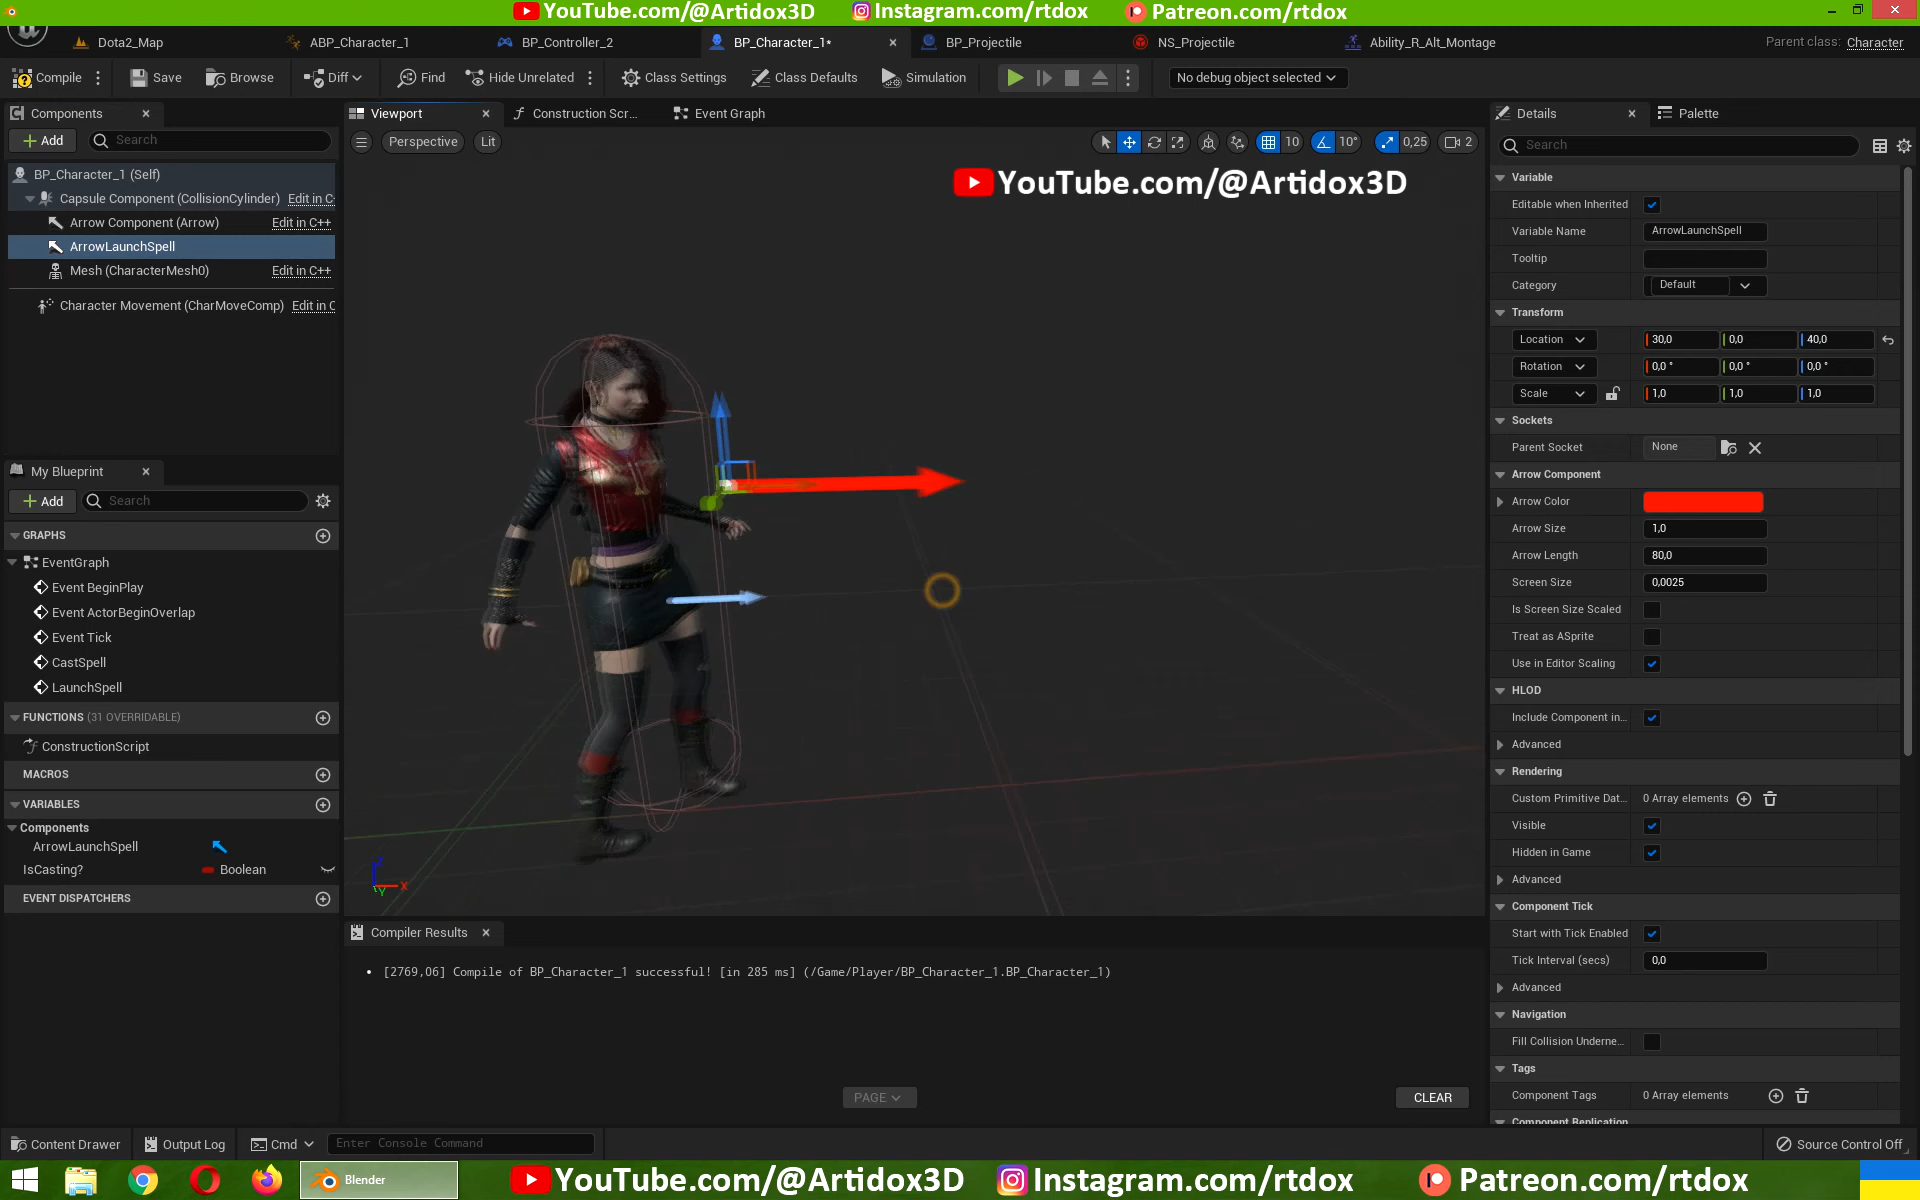 YouTube.com/@Artidox3D Instagram.com/rtdox Patreon.com/rtdox
Dota2_Map ABP_Character_1 BP_Controller_2 BP_Character_1* BP_Projectile NS_Projectile Ability_R_Alt_Montage Parent class: Character
Compile Save Browse Diff Find Hide Unrelated Class Settings Class Defaults Simulation No debug object selected
Components
Add Search
BP_Character_1 (Self)
Capsule Component (CollisionCylinder) Edit in C
Arrow Component (Arrow) Edit in C++
ArrowLaunchSpell
Mesh (CharacterMesh0) Edit in C++
Character Movement (CharMoveComp) Edit in C
My Blueprint
Add Search
GRAPHS
EventGraph
Event BeginPlay
Event ActorBeginOverlap
Event Tick
CastSpell
LaunchSpell
FUNCTIONS (31 OVERRIDABLE)
ConstructionScript
MACROS
VARIABLES
Components
ArrowLaunchSpell
IsCasting? Boolean
EVENT DISPATCHERS
Viewport Construction Scr... Event Graph
Perspective Lit 10 10° 0,25 2
YouTube.com/@Artidox3D
Z
X
Y
Compiler Results
[2769,06] Compile of BP_Character_1 successful! [in 285 ms] (/Game/Player/BP_Character_1.BP_Character_1)
PAGE CLEAR
Details Palette
Search
Variable
Editable when Inherited
Variable Name ArrowLaunchSpell
Tooltip
Category Default
Transform
Location 30,0 0,0 40,0
Rotation 0,0 ° 0,0 ° 0,0 °
Scale 1,0 1,0 1,0
Sockets
Parent Socket None
Arrow Component
Arrow Color
Arrow Size 1,0
Arrow Length 80,0
Screen Size 0,0025
Is Screen Size Scaled
Treat as ASprite
Use in Editor Scaling
HLOD
Include Component in...
Advanced
Rendering
Custom Primitive Dat... 0 Array elements
Visible
Hidden in Game
Advanced
Component Tick
Start with Tick Enabled
Tick Interval (secs) 0,0
Advanced
Navigation
Fill Collision Underne...
Tags
Component Tags 0 Array elements
Component Replication
Content Drawer Output Log Cmd Enter Console Command Source Control Off
Blender YouTube.com/@Artidox3D Instagram.com/rtdox Patreon.com/rtdox